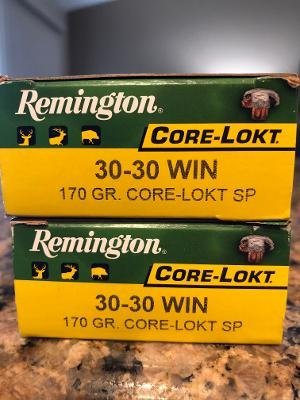 Remington®
CORE-LOKT®
30-30 WIN
170 GR. CORE-LOKT SP
Remington®
CORE-LOKT®
30-30 WIN
170 GR. CORE-LOKT SP